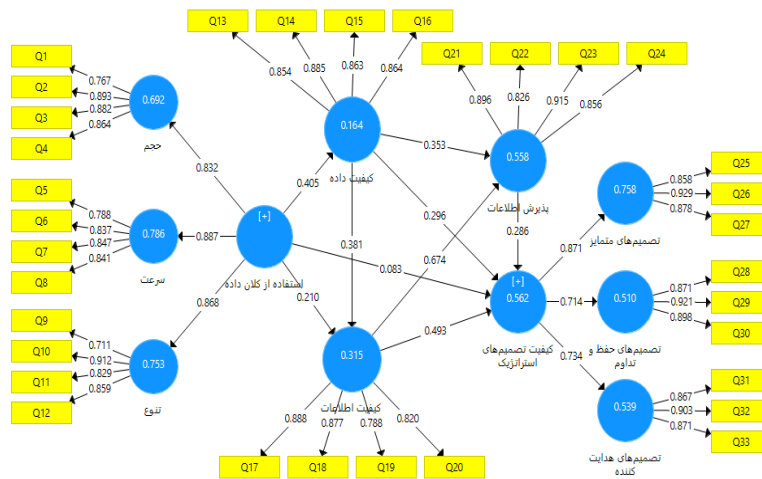 Q13
Q14
Q15
Q16
0.854
0.885
0.863
0.864
Q21
Q22
Q23
Q24
0.896
0.826
0.915
0.856
Q1
Q2
Q3
Q4
0.767
0.893
0.882
0.864
0.692
حجم
0.832
Q5
Q6
Q7
Q8
0.788
0.837
0.847
0.841
0.786
سرعت
0.887
Q9
Q10
Q11
Q12
0.711
0.912
0.829
0.859
0.753
تنوع
0.868
[+]
استفاده از کلان داده
0.405
0.210
0.083
0.164
کیفیت داده
0.353
0.296
0.381
0.315
کیفیت اطلاعات
0.674
0.493
0.888
0.877
0.788
0.820
Q17
Q18
Q19
Q20
0.558
پذیرش اطلاعات
0.286
[+]
0.562
کیفیت تصمیم‌های
استراتژیک
0.871
0.714
0.734
0.758
تصمیم‌های متمایز
0.858
0.929
0.878
Q25
Q26
Q27
0.510
تصمیم‌های حفظ و
تداوم
0.871
0.921
0.898
Q28
Q29
Q30
0.539
تصمیم‌های هدایت
کننده
0.867
0.903
0.871
Q31
Q32
Q33